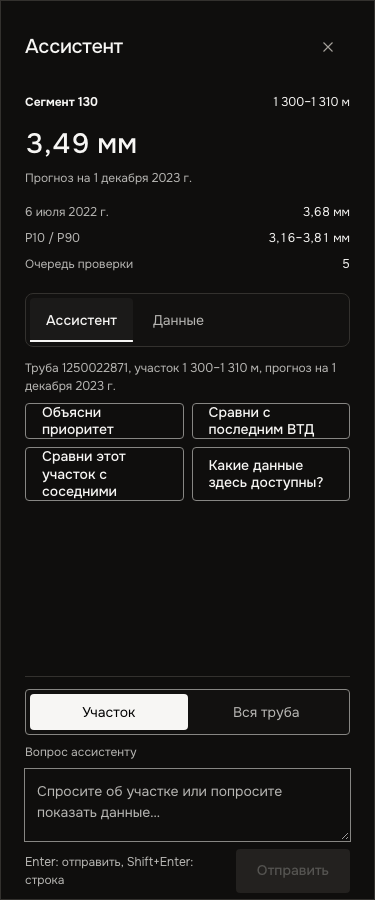 Ассистент
Сегмент 130
1 300–1 310 м
3,49 мм
Прогноз на 1 декабря 2023 г.
6 июля 2022 г.
3,68 мм
P10 / P90
3,16–3,81 мм
Очередь проверки
5
Ассистент
Данные
Труба 1250022871, участок 1 300–1 310 м, прогноз на 1
декабря 2023 г.
Объясни
приоритет
Сравни с
последним ВТД
Сравни этот
участок с
соседними
Какие данные
здесь доступны?
Участок
Вся труба
Вопрос ассистенту
Спросите об участке или попросите
показать данные...
Enter: отправить, Shift+Enter:
строка
Отправить